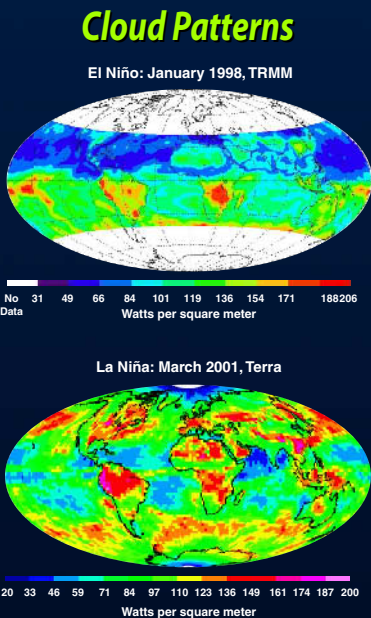 Cloud Patterns
El Niño: January 1998, TRMM
No 31 49 66 84 101 119 136 154 171 188 206
Data
Watts per square meter
La Niña: March 2001, Terra
20 33 46 59 71 84 97 110 123 136 149 161 174 187 200
Watts per square meter